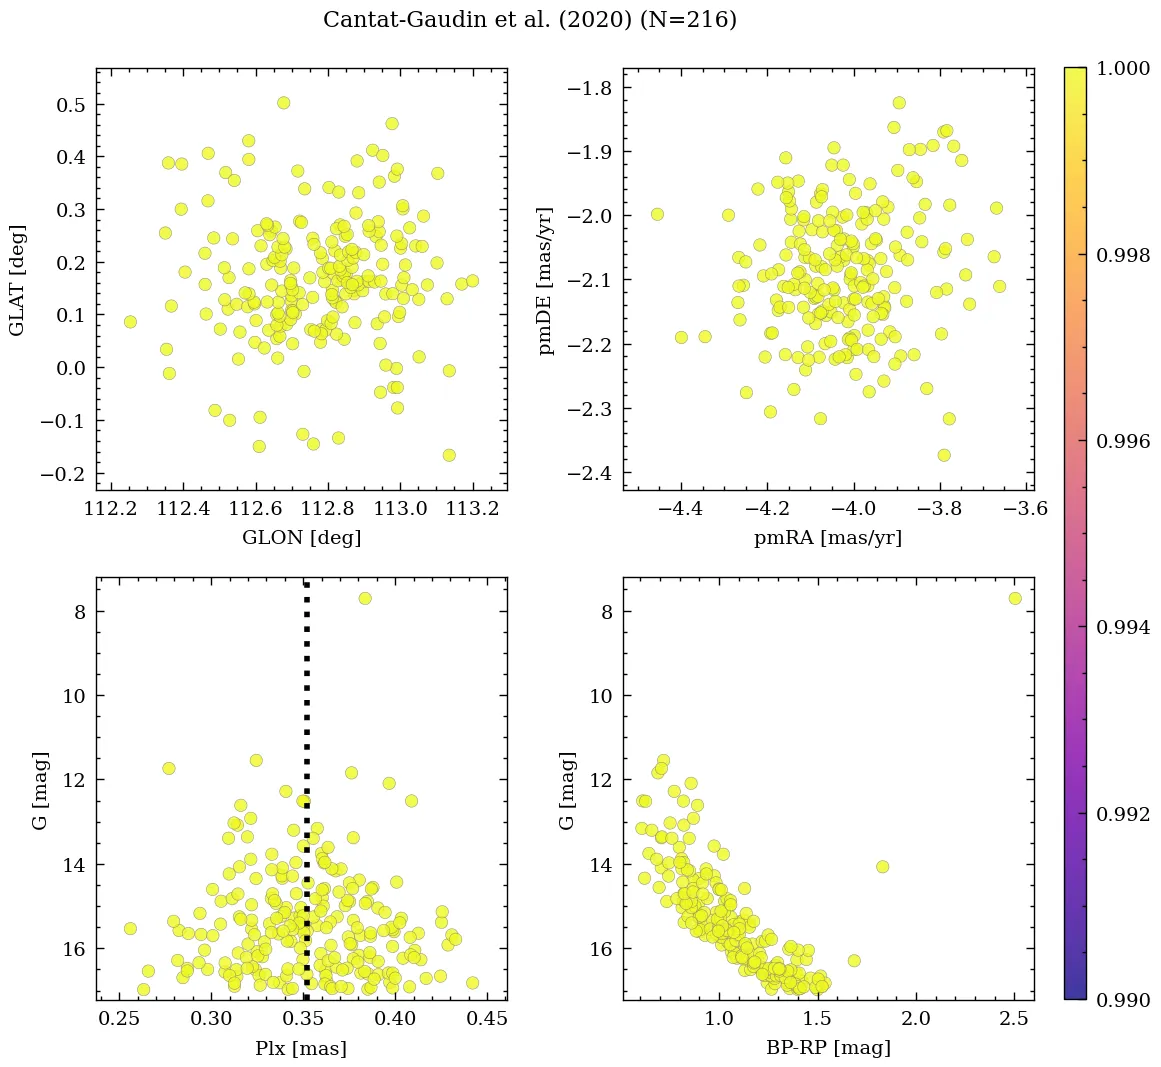 Cantat-Gaudin et al. (2020) (N=216)
0.5
0.4
0.3
0.2
0.1
0.0
−0.1
−0.2
GLAT [deg]
112.2 112.4 112.6 112.8 113.0 113.2
GLON [deg]
−1.8
−1.9
−2.0
−2.1
−2.2
−2.3
−2.4
pmDE [mas/yr]
−4.4 −4.2 −4.0 −3.8 −3.6
pmRA [mas/yr]
8
10
12
14
16
G [mag]
0.25 0.30 0.35 0.40 0.45
Plx [mas]
8
10
12
14
16
G [mag]
1.0 1.5 2.0 2.5
BP-RP [mag]
1.000
0.998
0.996
0.994
0.992
0.990